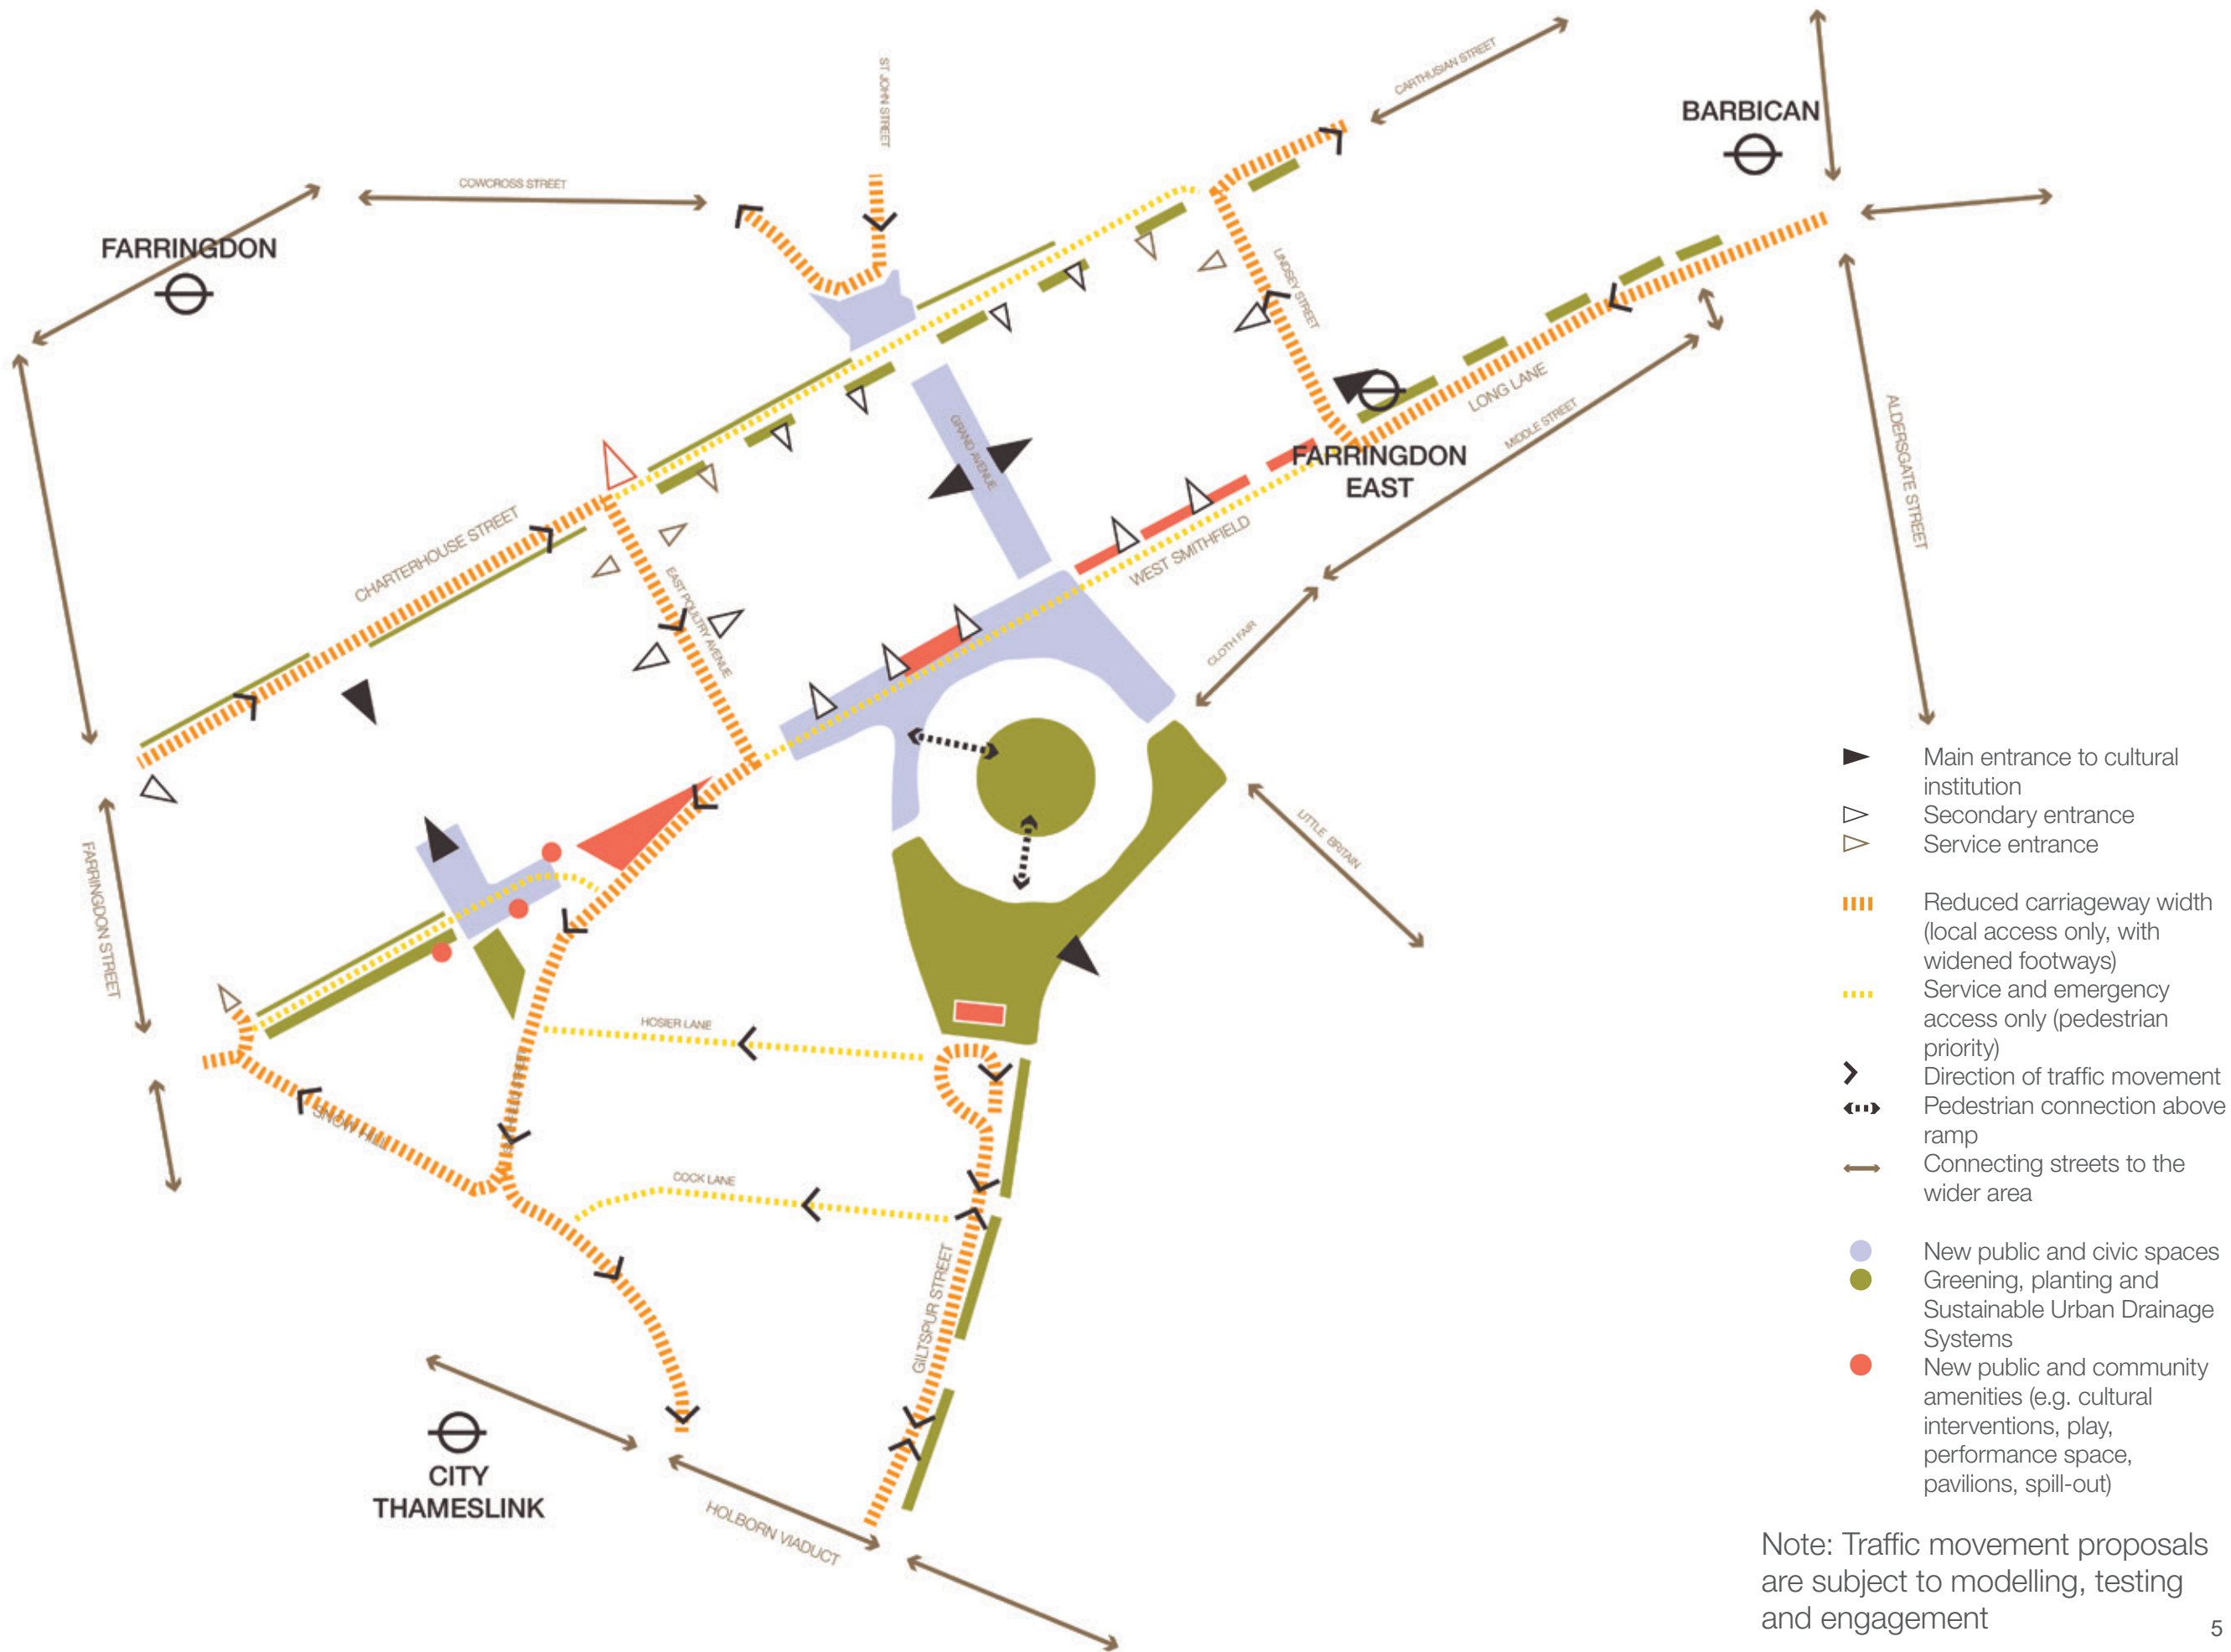 ST JOHN STREET
CARTHUSIAN STREET
BARBICAN
COWCROSS STREET
FARRINGDON
LINDSEY STREET
LONG LANE
MIDDLE STREET
ALDERSGATE STREET
GRAND AVENUE
FARRINGDON
EAST
CHARTERHOUSE STREET
WEST SMITHFIELD
EAST POULTRY AVENUE
CLOTH FAIR
LITTLE BRITAIN
FARRINGDON STREET
HOSIER LANE
SNOW HILL
COCK LANE
GILTSPUR STREET
CITY
THAMESLINK
HOLBORN VIADUCT
Main entrance to cultural
institution
Secondary entrance
Service entrance
Reduced carriageway width
(local access only, with
widened footways)
Service and emergency
access only (pedestrian
priority)
Direction of traffic movement
Pedestrian connection above
ramp
Connecting streets to the
wider area
New public and civic spaces
Greening, planting and
Sustainable Urban Drainage
Systems
New public and community
amenities (e.g. cultural
interventions, play,
performance space,
pavilions, spill-out)
Note: Traffic movement proposals
are subject to modelling, testing
and engagement
5